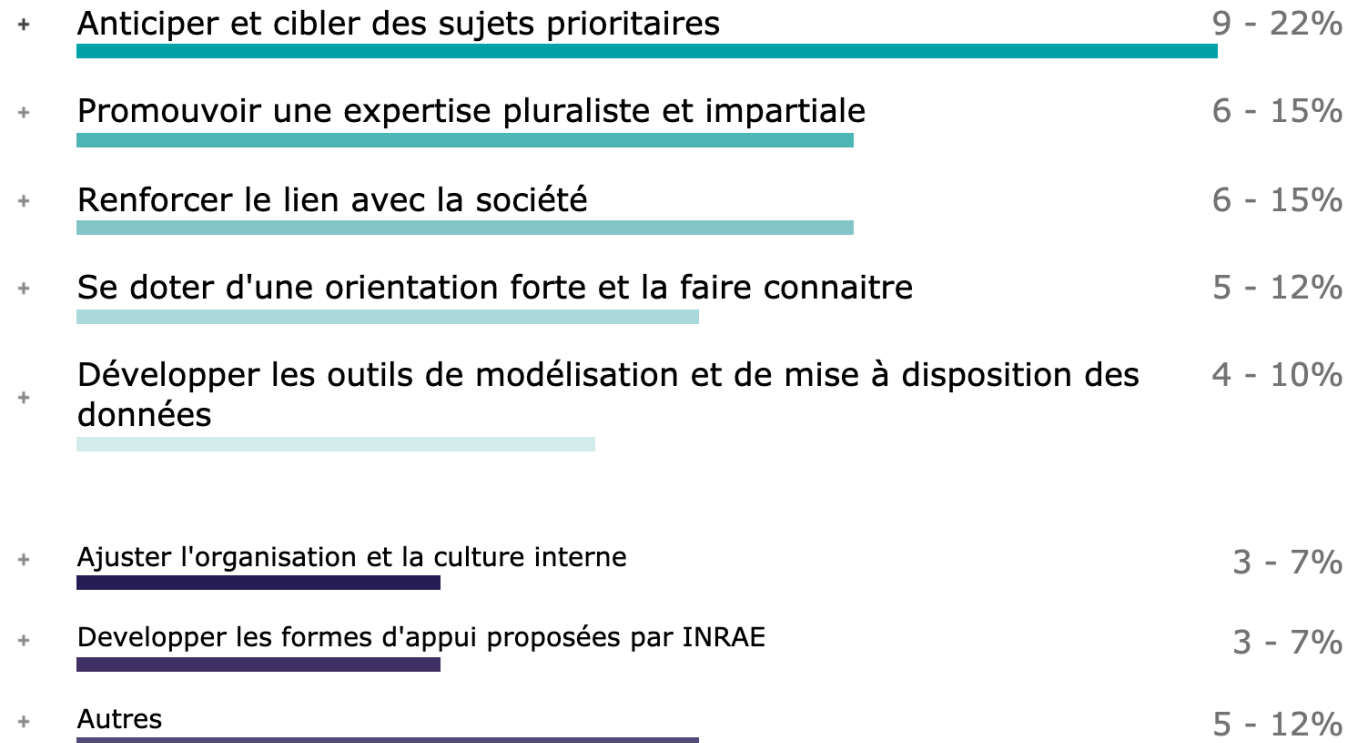 + Anticiper et cibler des sujets prioritaires 9 - 22%
+ Promouvoir une expertise pluraliste et impartiale 6 - 15%
+ Renforcer le lien avec la société 6 - 15%
+ Se doter d'une orientation forte et la faire connaitre 5 - 12%
+ Développer les outils de modélisation et de mise à disposition des 4 - 10%
données
+ Ajuster l'organisation et la culture interne 3 - 7%
+ Developper les formes d'appui proposées par INRAE 3 - 7%
+ Autres 5 - 12%